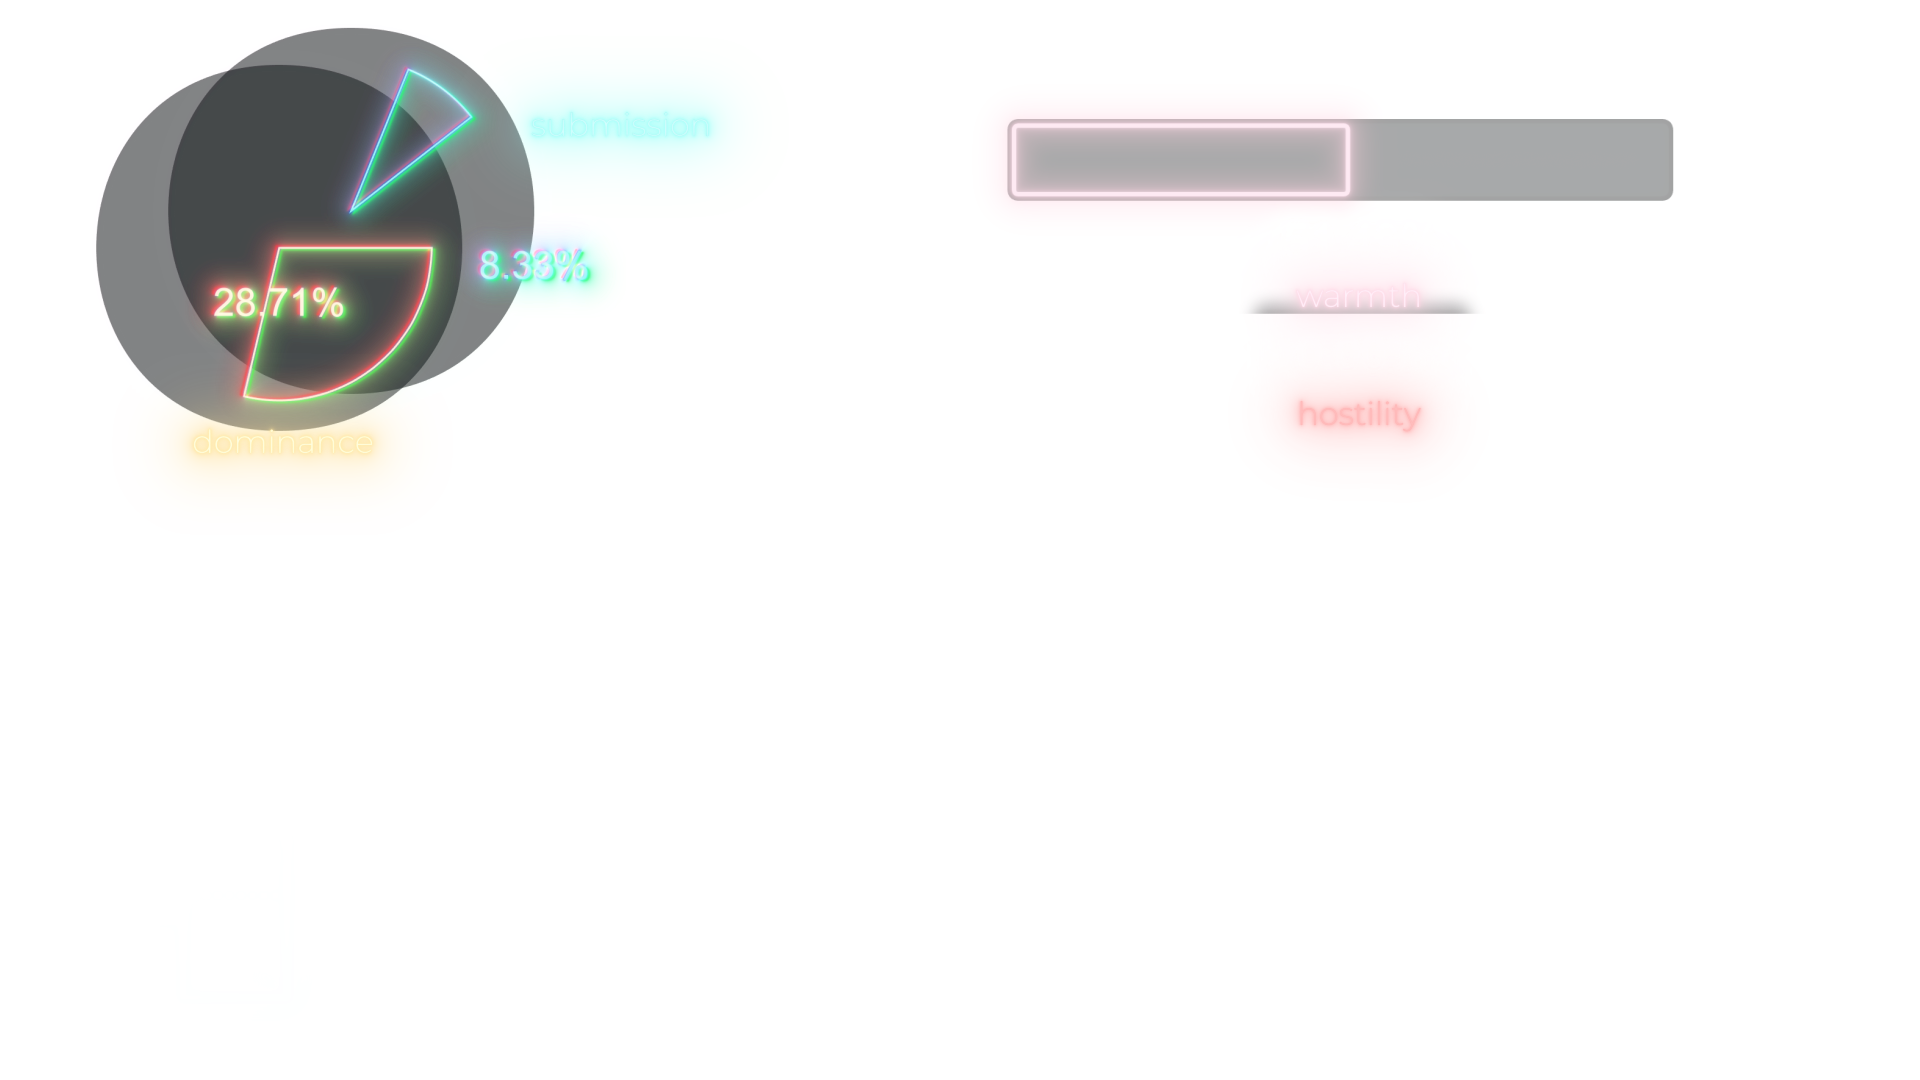 submission
8.33%
28.71%
dominance
warmth
hostility